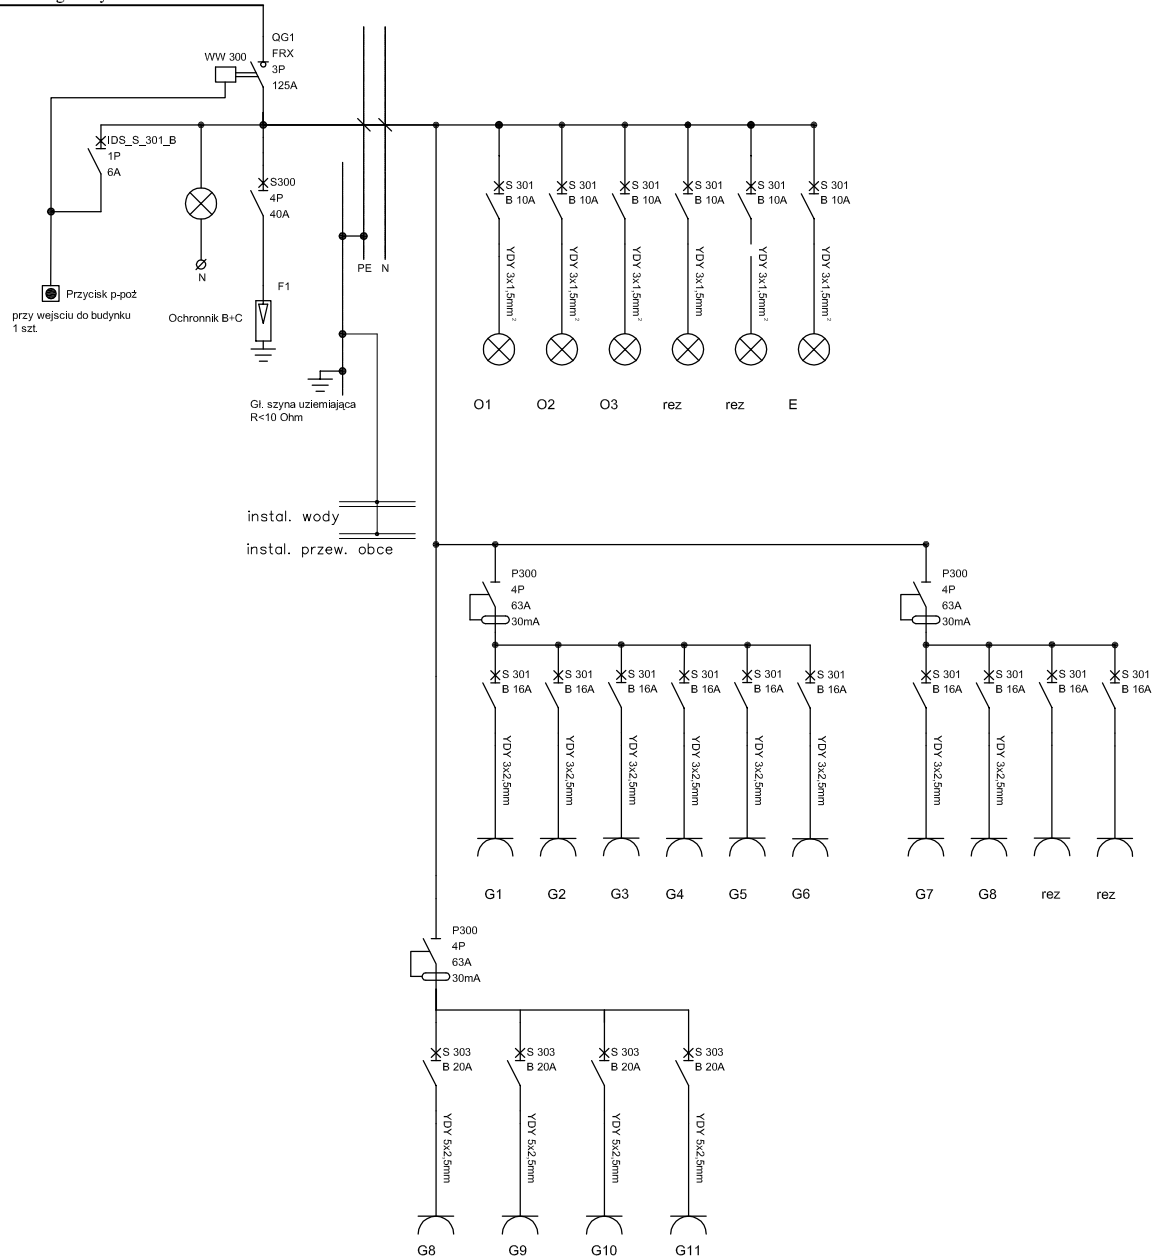 QG1
FRX
3P
125A
WW 300
IDS_S_301_B
1P
6A
S300
4P
40A
N
F1
Przycisk p-poż
przy wejsciu do budynku
1 szt.
Ochronnik B+C
PE N
Gł. szyna uziemiająca
R<10 Ohm
instal. wody
instal. przew. obce
S 301
B 10A
S 301
B 10A
S 301
B 10A
S 301
B 10A
S 301
B 10A
S 301
B 10A
YDY 3x1,5mm²
YDY 3x1,5mm²
YDY 3x1,5mm²
YDY 3x1,5mm
YDY 3x1,5mm²
YDY 3x1,5mm²
O1 O2 O3 rez rez E
P300
4P
63A
30mA
P300
4P
63A
30mA
S 301
B 16A
S 301
B 16A
S 301
B 16A
S 301
B 16A
S 301
B 16A
S 301
B 16A
S 301
B 16A
S 301
B 16A
S 301
B 16A
S 301
B 16A
YDY 3x2,5mm
YDY 3x2,5mm
YDY 3x2,5mm
YDY 3x2,5mm
YDY 3x2,5mm
YDY 3x2,5mm
YDY 3x2,5mm
YDY 3x2,5mm
G1 G2 G3 G4 G5 G6 G7 G8 rez rez
P300
4P
63A
30mA
S 303
B 20A
S 303
B 20A
S 303
B 20A
S 303
B 20A
YDY 5x2,5mm
YDY 5x2,5mm
YDY 5x2,5mm
YDY 5x2,5mm
G8 G9 G10 G11